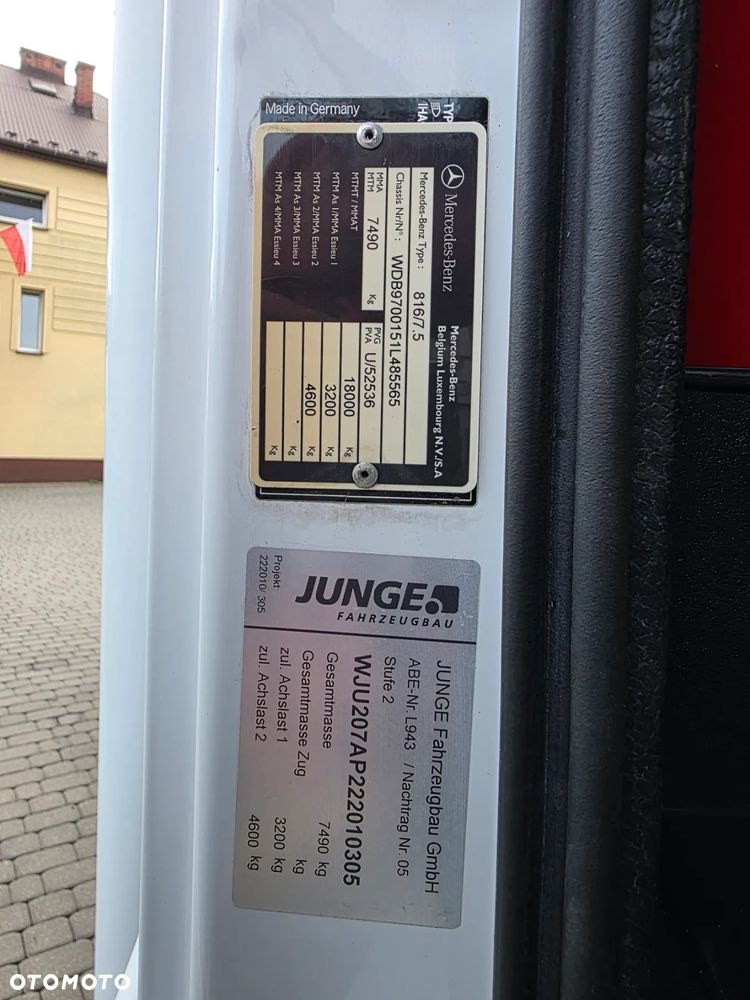 Made in Germany
TYP
IHA
Mercedes-Benz
Mercedes-Benz
Belgium Luxembourg N.V./S.A
Mercedes-Benz Type : 816/7.5
Chassis Nr/N° : WDB9700151L485565
MMA
MTM 7490 Kg
PVG
PVA U/52536
MTMT / MMAT 18000 Kg
MTM As 1/MMA Essieu 1 3200 Kg
MTM As 2/MMA Essieu 2 4600 Kg
MTM As 3/MMA Essieu 3 Kg
MTM As 4/MMA Essieu 4 Kg
JUNGE
FAHRZEUGBAU
Projekt:
222010/ 305
JUNGE Fahrzeugbau GmbH
ABE-Nr. L943 / Nachtrag Nr. 05
Stufe 2
WJU207AP222010305
Gesamtmasse 7490 kg
Gesamtmasse Zug kg
zul. Achslast 1 3200 kg
zul. Achslast 2 4600 kg
OTOMOTO